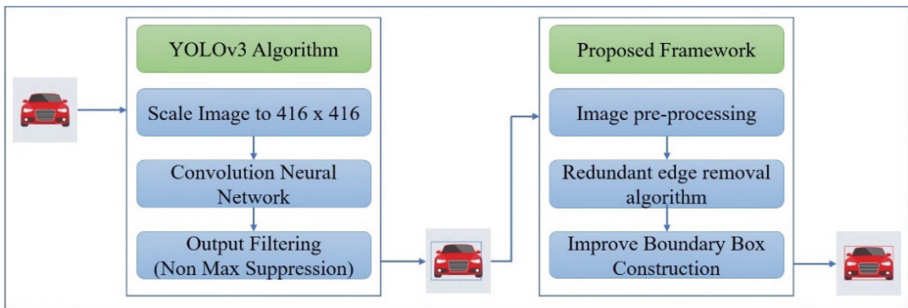 YOLOv3 Algorithm
Scale Image to 416 x 416
Convolution Neural
Network
Output Filtering
(Non Max Suppression)
Proposed Framework
Image pre-processing
Redundant edge removal
algorithm
Improve Boundary Box
Construction